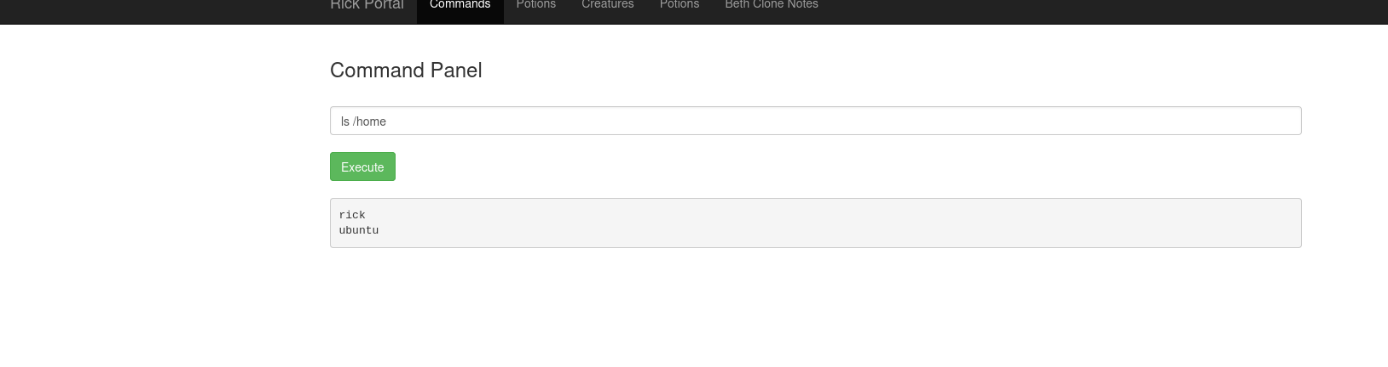 Rick Portal Commands Potions Creatures Potions Beth Clone Notes
Command Panel
ls /home
Execute
rick
ubuntu